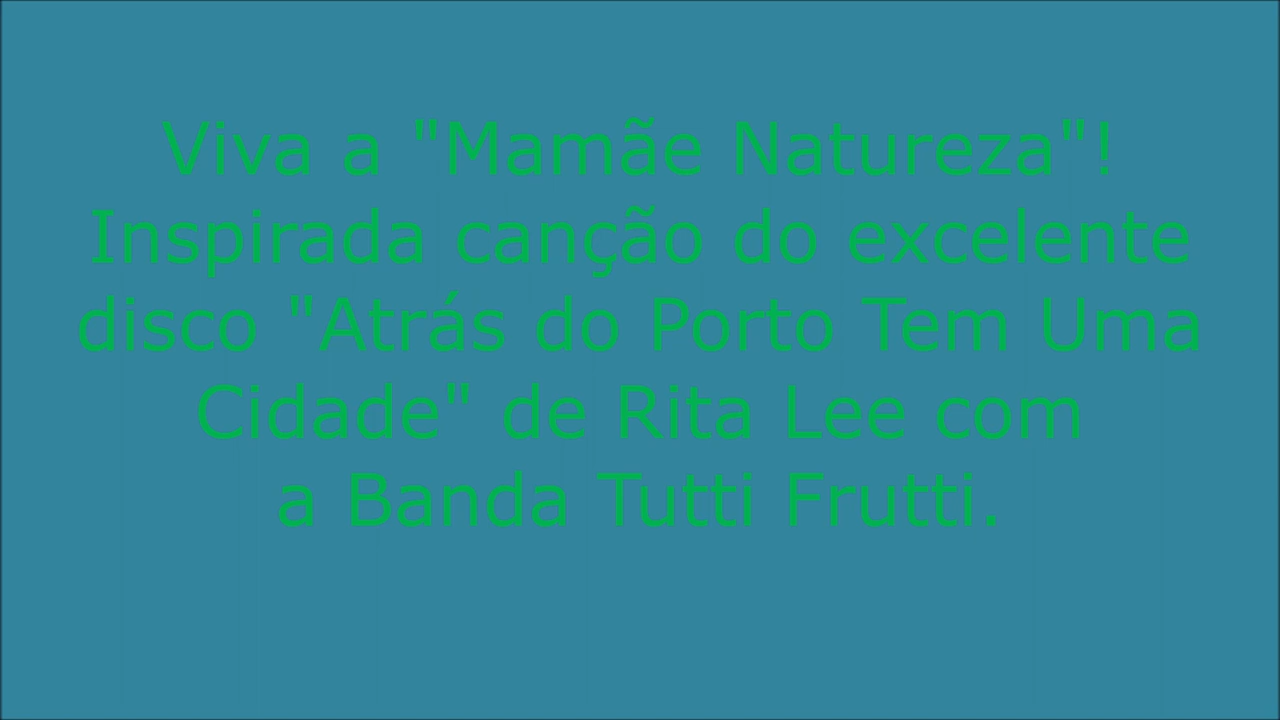 Viva a "Mamãe Natureza"!
Inspirada canção do excelente
disco "Atrás do Porto Tem Uma
Cidade" de Rita Lee com
a Banda Tutti Frutti.